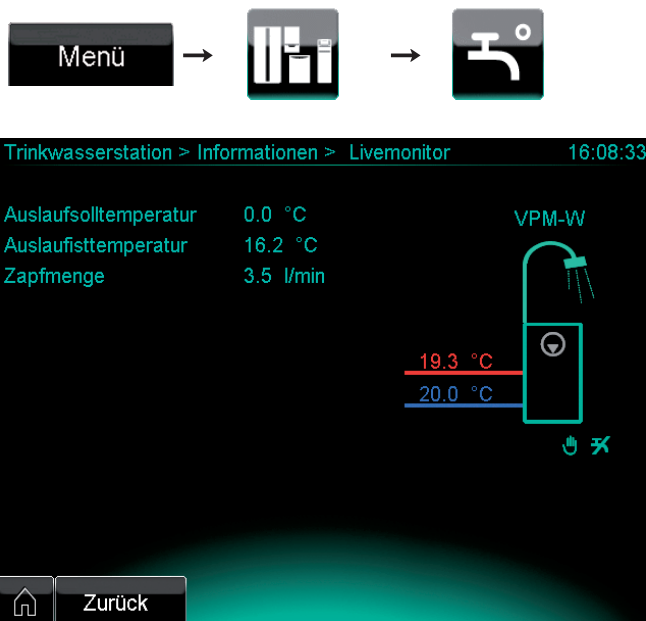 Menü
Trinkwasserstation > Informationen > Livemonitor 16:08:33
Auslaufsolltemperatur 0.0 °C
VPM-W
Auslaufisttemperatur 16.2 °C
Zapfmenge 3.5 l/min
19.3 °C
20.0 °C
Zurück